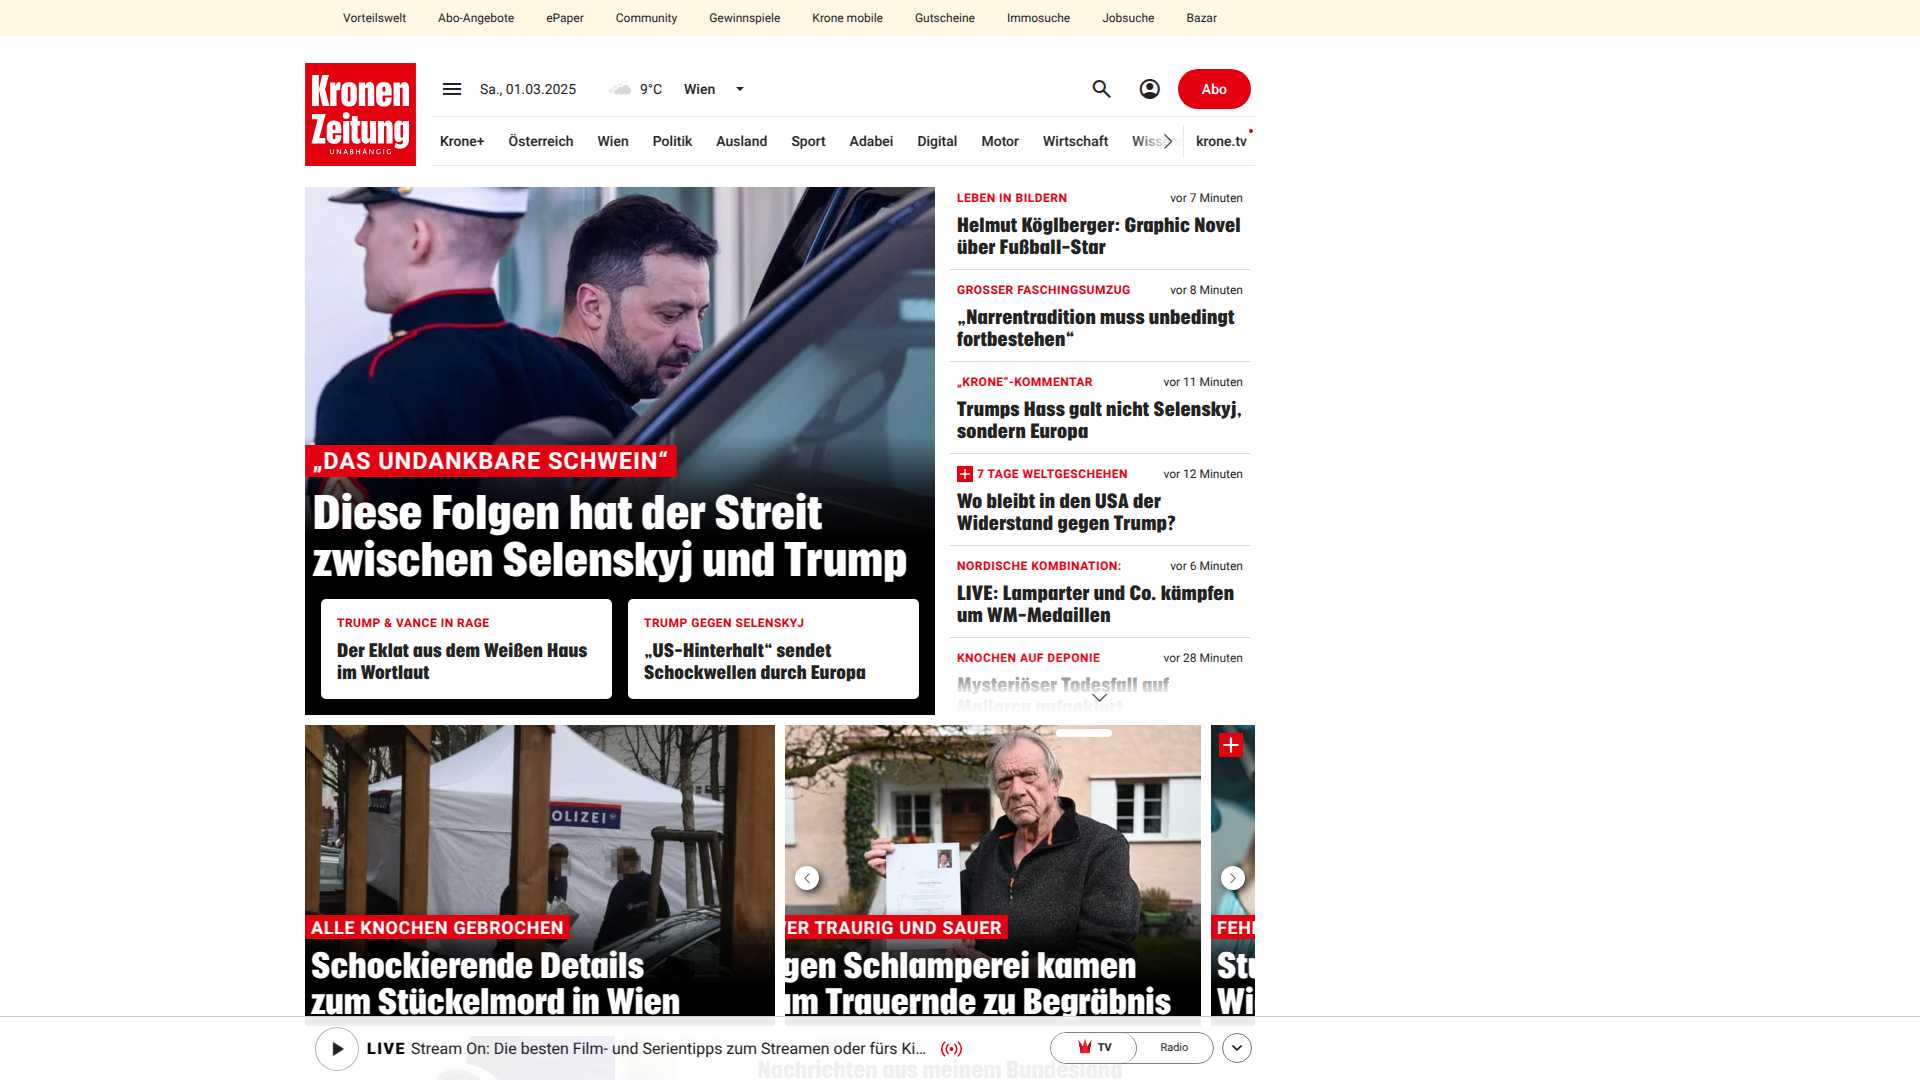 Vorteilswelt Abo-Angebote ePaper Community Gewinnspiele Krone mobile Gutscheine Immosuche Jobsuche Bazar
Kronen
Zeitung
UNABHÄNGIG
Sa., 01.03.2025 9°C Wien
Abo
Krone+ Österreich Wien Politik Ausland Sport Adabei Digital Motor Wirtschaft Wiss krone.tv
„DAS UNDANKBARE SCHWEIN“
Diese Folgen hat der Streit
zwischen Selenskyj und Trump
TRUMP & VANCE IN RAGE
Der Eklat aus dem Weißen Haus
im Wortlaut
TRUMP GEGEN SELENSKYJ
„US-Hinterhalt“ sendet
Schockwellen durch Europa
LEBEN IN BILDERN vor 7 Minuten
Helmut Köglberger: Graphic Novel
über Fußball-Star
GROSSER FASCHINGSUMZUG vor 8 Minuten
„Narrentradition muss unbedingt
fortbestehen“
„KRONE“-KOMMENTAR vor 11 Minuten
Trumps Hass galt nicht Selenskyj,
sondern Europa
7 TAGE WELTGESCHEHEN vor 12 Minuten
Wo bleibt in den USA der
Widerstand gegen Trump?
NORDISCHE KOMBINATION: vor 6 Minuten
LIVE: Lamparter und Co. kämpfen
um WM-Medaillen
KNOCHEN AUF DEPONIE vor 28 Minuten
Mysteriöser Todesfall auf
Mallorca aufgeklärt
OLIZEI
ALLE KNOCHEN GEBROCHEN
Schockierende Details
zum Stückelmord in Wien
ER TRAURIG UND SAUER
gen Schlamperei kamen
um Trauernde zu Begräbnis
FEH
St
Wi
LIVE Stream On: Die besten Film- und Serientipps zum Streamen oder fürs Ki...
TV Radio
Nachrichten aus meinem Bundesland